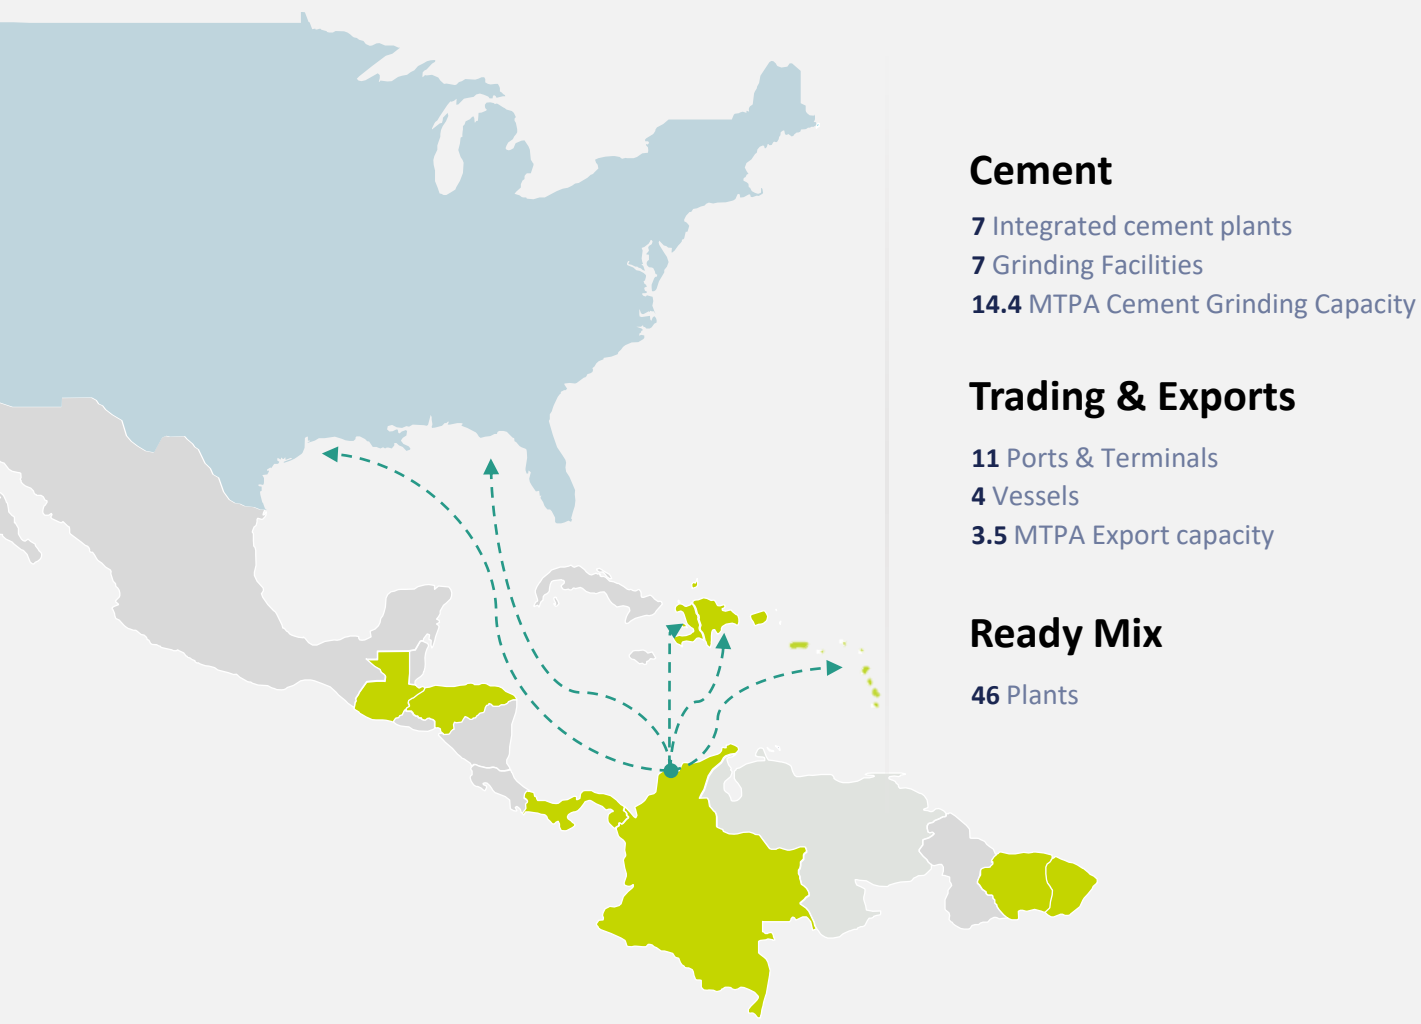 Cement
7 Integrated cement plants
7 Grinding Facilities
14.4 MTPA Cement Grinding Capacity
Trading & Exports
11 Ports & Terminals
4 Vessels
3.5 MTPA Export capacity
Ready Mix
46 Plants